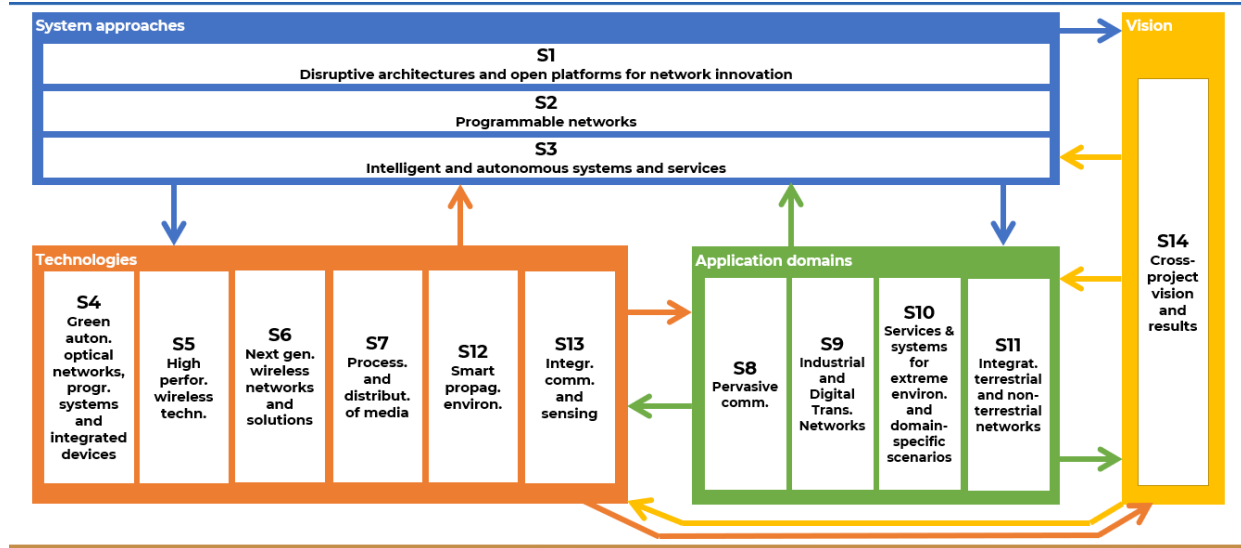 System approaches
S1
Disruptive architectures and open platforms for network innovation
S2
Programmable networks
S3
Intelligent and autonomous systems and services
Vision
S14
Cross-
project
vision
and
results
Technologies
S4
Green
auton.
optical
networks,
progr.
systems
and
integrated
devices
S5
High
perfor.
wireless
techn.
S6
Next gen.
wireless
networks
and
solutions
S7
Process.
and
distribut.
of media
S12
Smart
propag.
environ.
S13
Integr.
comm.
and
sensing
Application domains
S8
Pervasive
comm.
S9
Industrial
and
Digital
Trans.
Networks
S10
Services &
systems
for
extreme
environ.
and
domain-
specific
scenarios
S11
Integrat.
terrestrial
and non-
terrestrial
networks